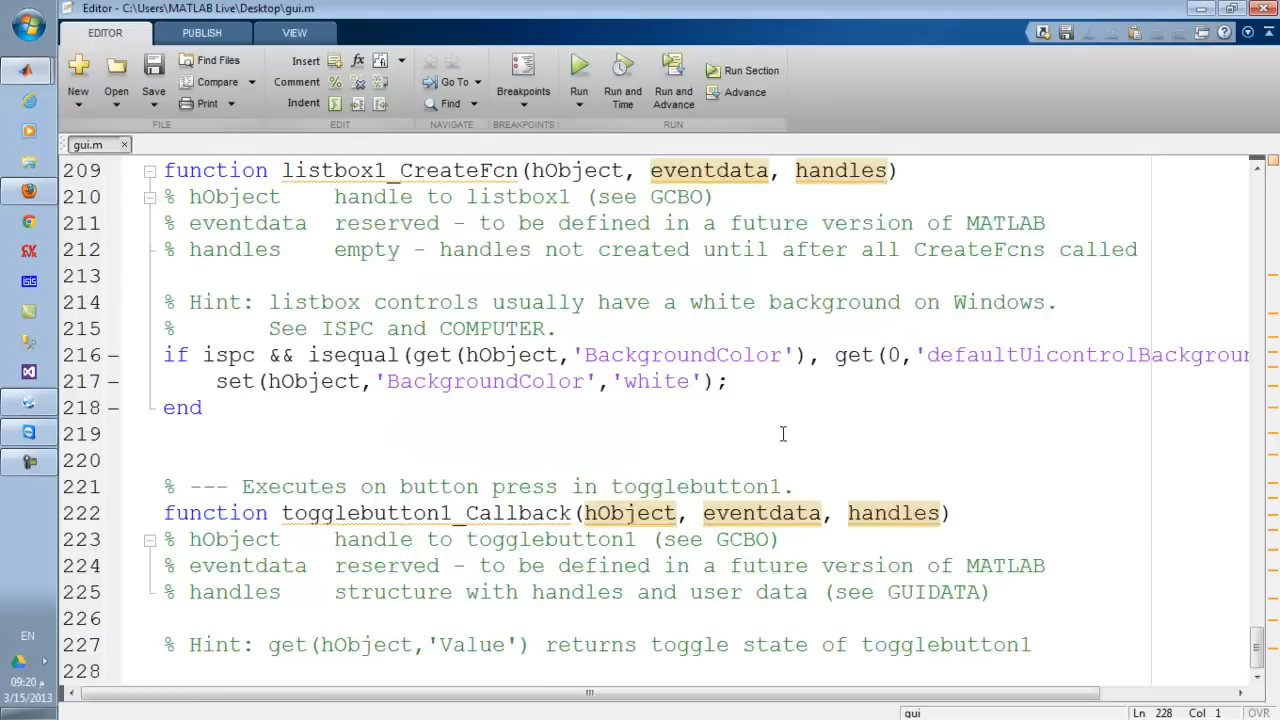 Editor - C:\Users\MATLAB Live\Desktop\gui.m
EDITOR PUBLISH VIEW
New Open Save Find Files Compare Print
Insert Comment Indent
Go To Find
Breakpoints
Run Run and Time Run and Advance Run Section Advance
FILE EDIT NAVIGATE BREAKPOINTS RUN
gui.m
209 function listbox1_CreateFcn(hObject, eventdata, handles)
210 % hObject    handle to listbox1 (see GCBO)
211 % eventdata  reserved - to be defined in a future version of MATLAB
212 % handles    empty - handles not created until after all CreateFcns called
213
214 % Hint: listbox controls usually have a white background on Windows.
215 %       See ISPC and COMPUTER.
216 – if ispc && isequal(get(hObject,'BackgroundColor'), get(0,'defaultUicontrolBackgroun
217 –     set(hObject,'BackgroundColor','white');
218 – end
219
220
221 % --- Executes on button press in togglebutton1.
222 function togglebutton1_Callback(hObject, eventdata, handles)
223 % hObject    handle to togglebutton1 (see GCBO)
224 % eventdata  reserved - to be defined in a future version of MATLAB
225 % handles    structure with handles and user data (see GUIDATA)
226
227 % Hint: get(hObject,'Value') returns toggle state of togglebutton1
228
EN
09:20 م
3/15/2013
gui Ln 228 Col 1 OVR